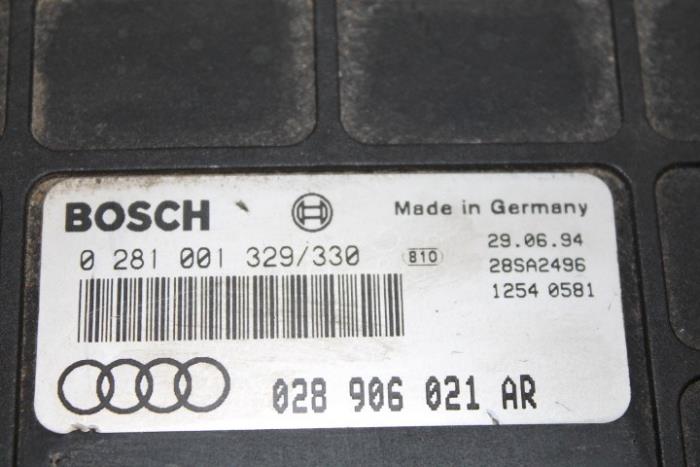 BOSCH
Made in Germany
0 281 001 329/330
810
29.06.94
28SA2496
1254 0581
028 906 021 AR